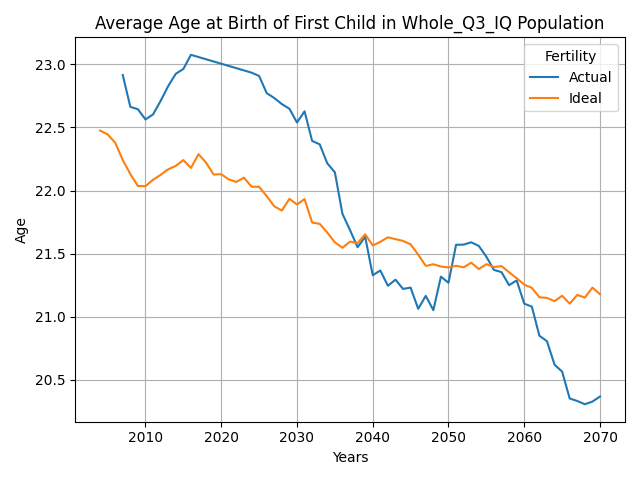 Average Age at Birth of First Child in Whole_Q3_IQ Population
Fertility
Actual
Ideal
Age
23.0
22.5
22.0
21.5
21.0
20.5
2010 2020 2030 2040 2050 2060 2070
Years